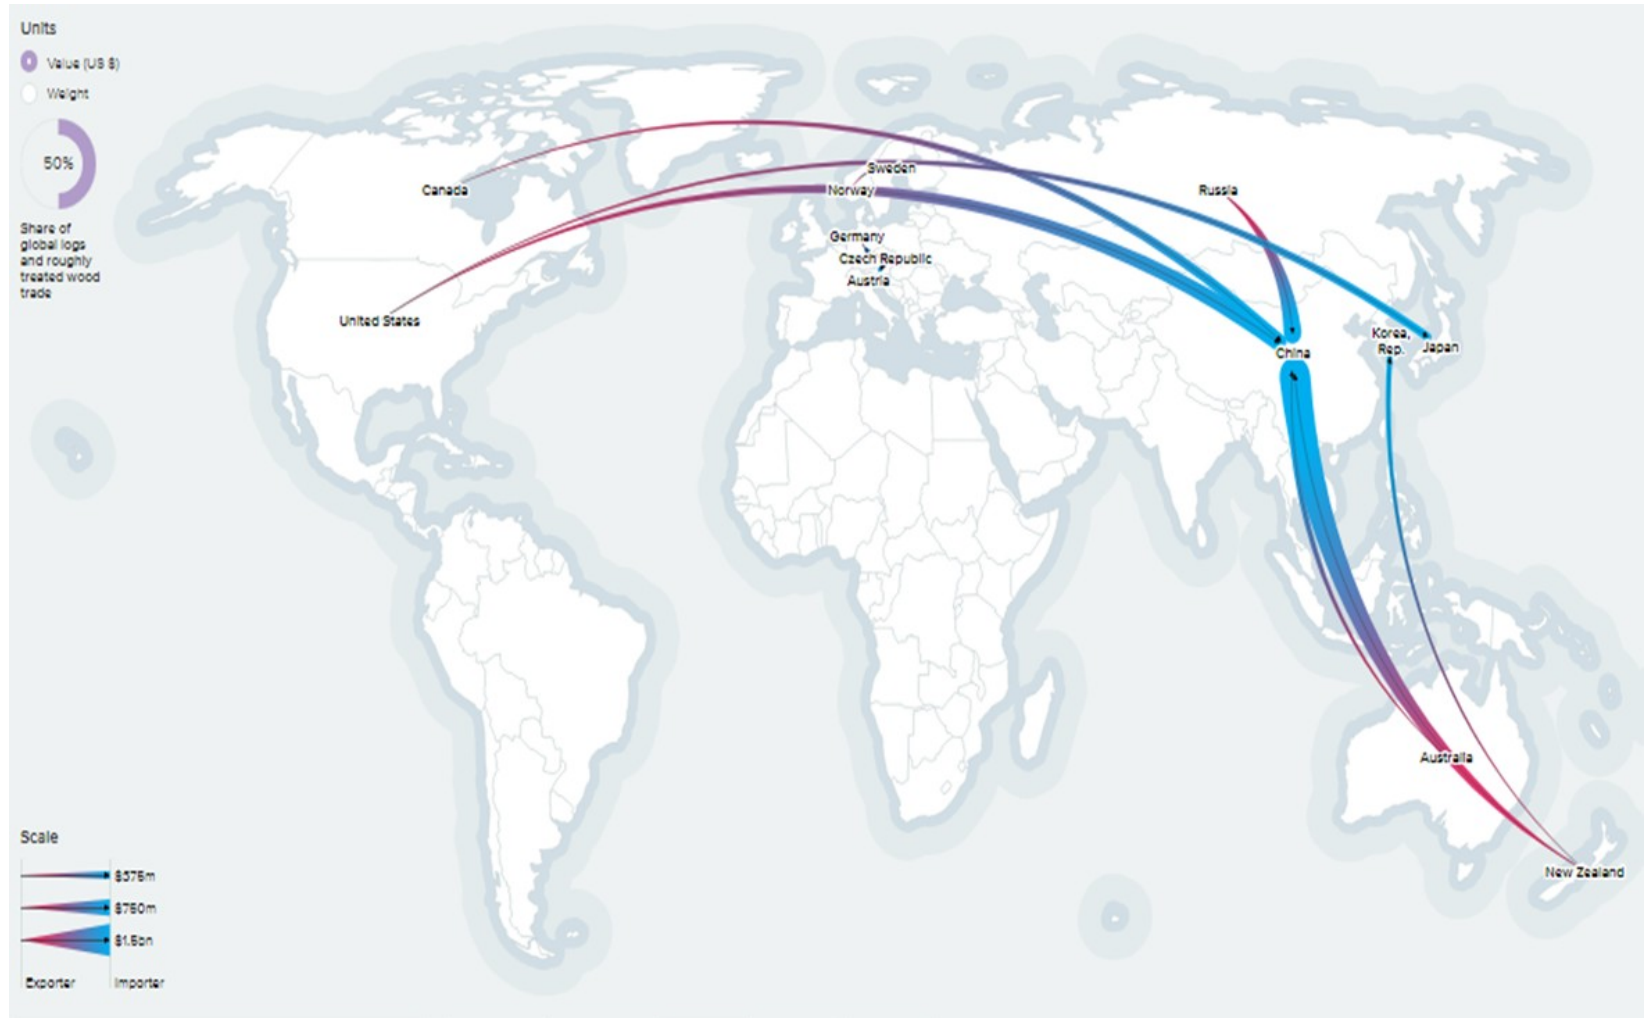 Units
Value (US $)
Weight
50%
Share of
global logs
and roughly
treated wood
trade
Canada
United States
Sweden
Norway
Germany
Czech Republic
Austria
Russia
China
Korea,
Rep.
Japan
Australia
New Zealand
Scale
$375m
$750m
$1.5bn
Exporter
Importer